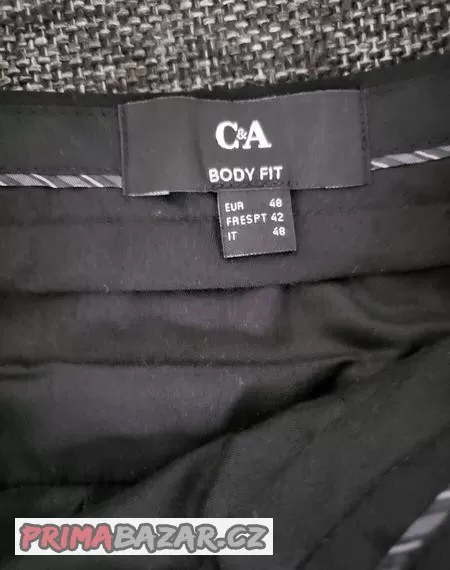 C&A
BODY FIT
EUR 48
FRESPT 42
IT 48
PRIMABAZAR.CZ